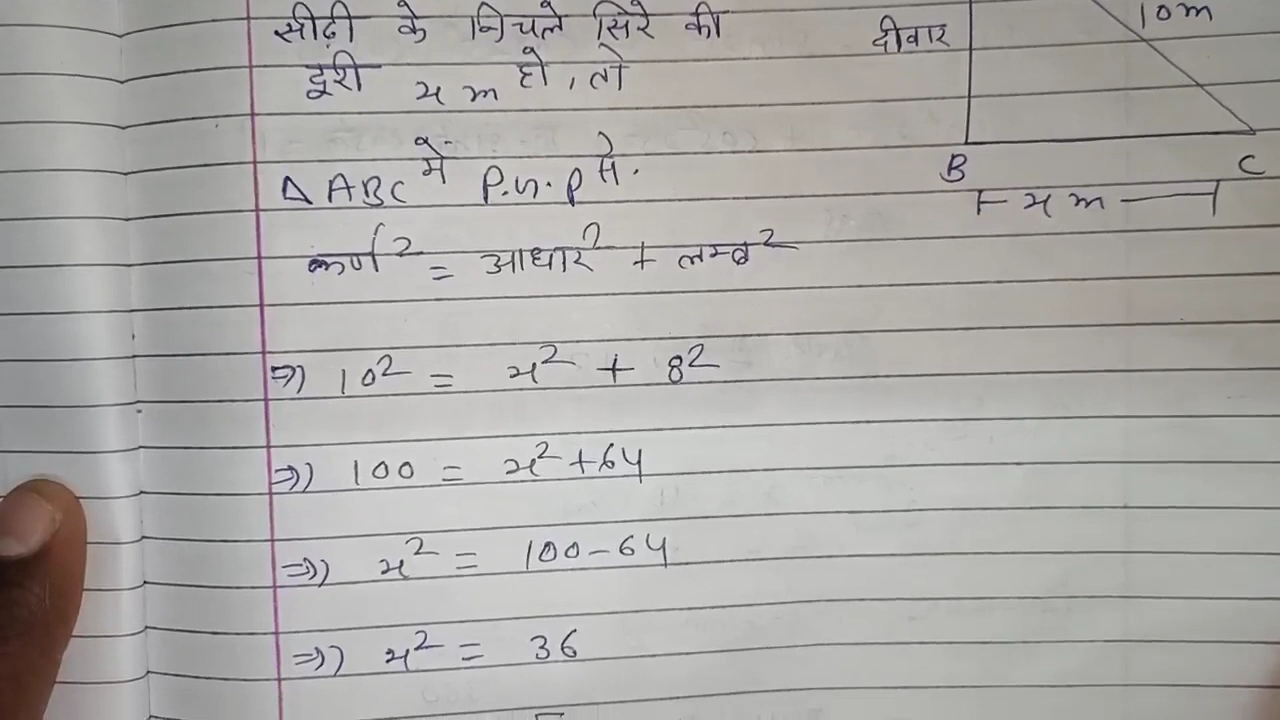 सीढ़ी के निचले सिरे की
दूरी x m हो, तो
दीवार
10m
B
C
x m
Δ ABC में P.y.p से.
कर्ण² = आधार² + लम्ब²
⇒) 10² = x² + 8²
⇒) 100 = x² + 64
⇒) x² = 100 - 64
⇒) x² = 36